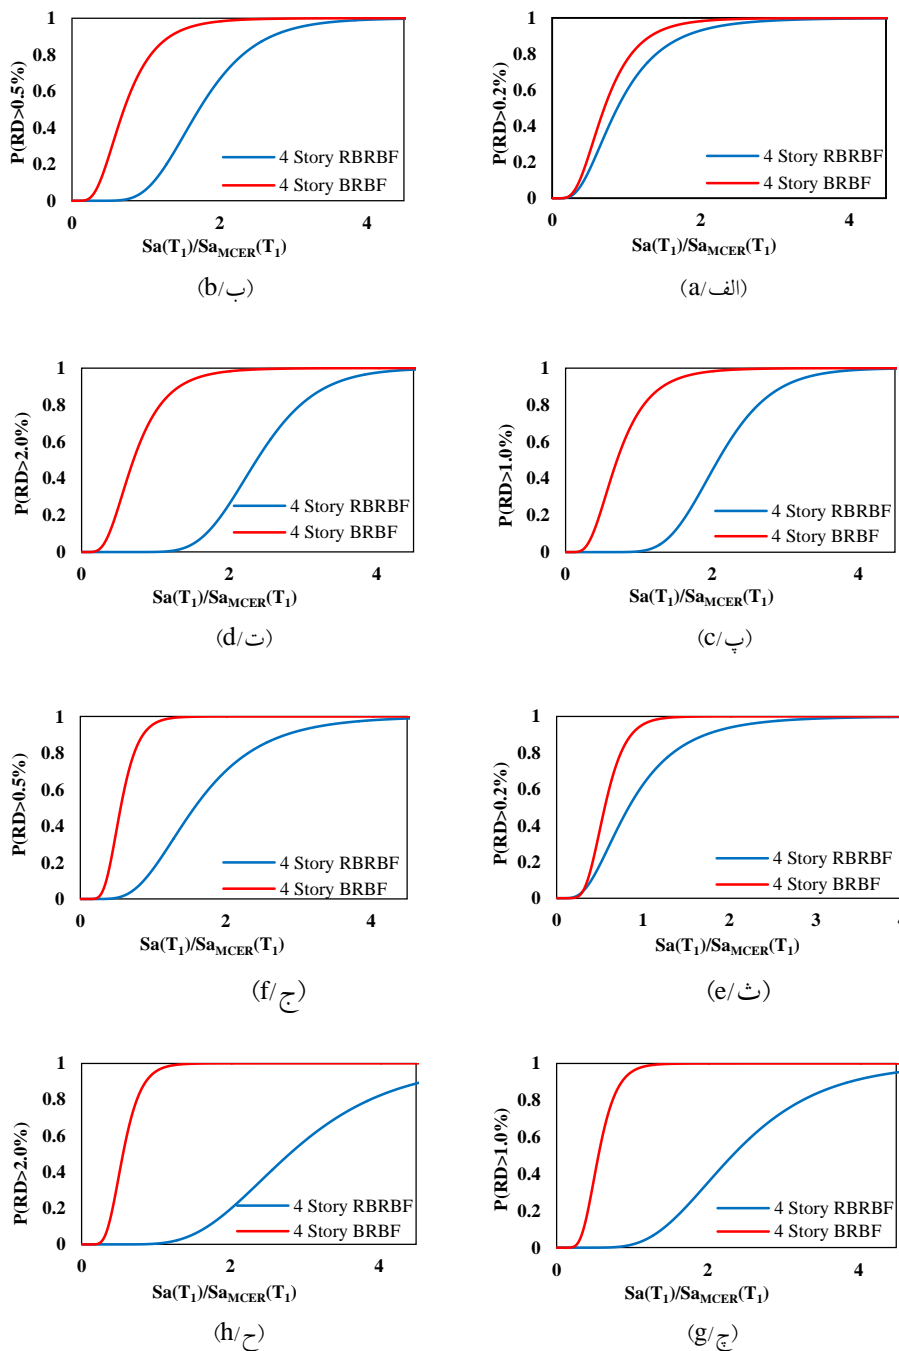 P(RD>0.2%)
1
0.8
0.6
0.4
0.2
0
4 Story RBRBF
4 Story BRBF
0 2 4
Sa(T₁)/Sa_MCER(T₁)
(a/الف)
P(RD>0.5%)
1
0.8
0.6
0.4
0.2
0
4 Story RBRBF
4 Story BRBF
0 2 4
Sa(T₁)/Sa_MCER(T₁)
(b/ب)
P(RD>1.0%)
1
0.8
0.6
0.4
0.2
0
4 Story RBRBF
4 Story BRBF
0 2 4
Sa(T₁)/Sa_MCER(T₁)
(c/پ)
P(RD>2.0%)
1
0.8
0.6
0.4
0.2
0
4 Story RBRBF
4 Story BRBF
0 2 4
Sa(T₁)/Sa_MCER(T₁)
(d/ت)
P(RD>0.2%)
1
0.8
0.6
0.4
0.2
0
4 Story RBRBF
4 Story BRBF
0 1 2 3
Sa(T₁)/Sa_MCER(T₁)
(e/ث)
P(RD>0.5%)
1
0.8
0.6
0.4
0.2
0
4 Story RBRBF
4 Story BRBF
0 2 4
Sa(T₁)/Sa_MCER(T₁)
(f/ج)
P(RD>1.0%)
1
0.8
0.6
0.4
0.2
0
4 Story RBRBF
4 Story BRBF
0 2 4
Sa(T₁)/Sa_MCER(T₁)
(g/چ)
P(RD>2.0%)
1
0.8
0.6
0.4
0.2
0
4 Story RBRBF
4 Story BRBF
0 2 4
Sa(T₁)/Sa_MCER(T₁)
(h/ح)